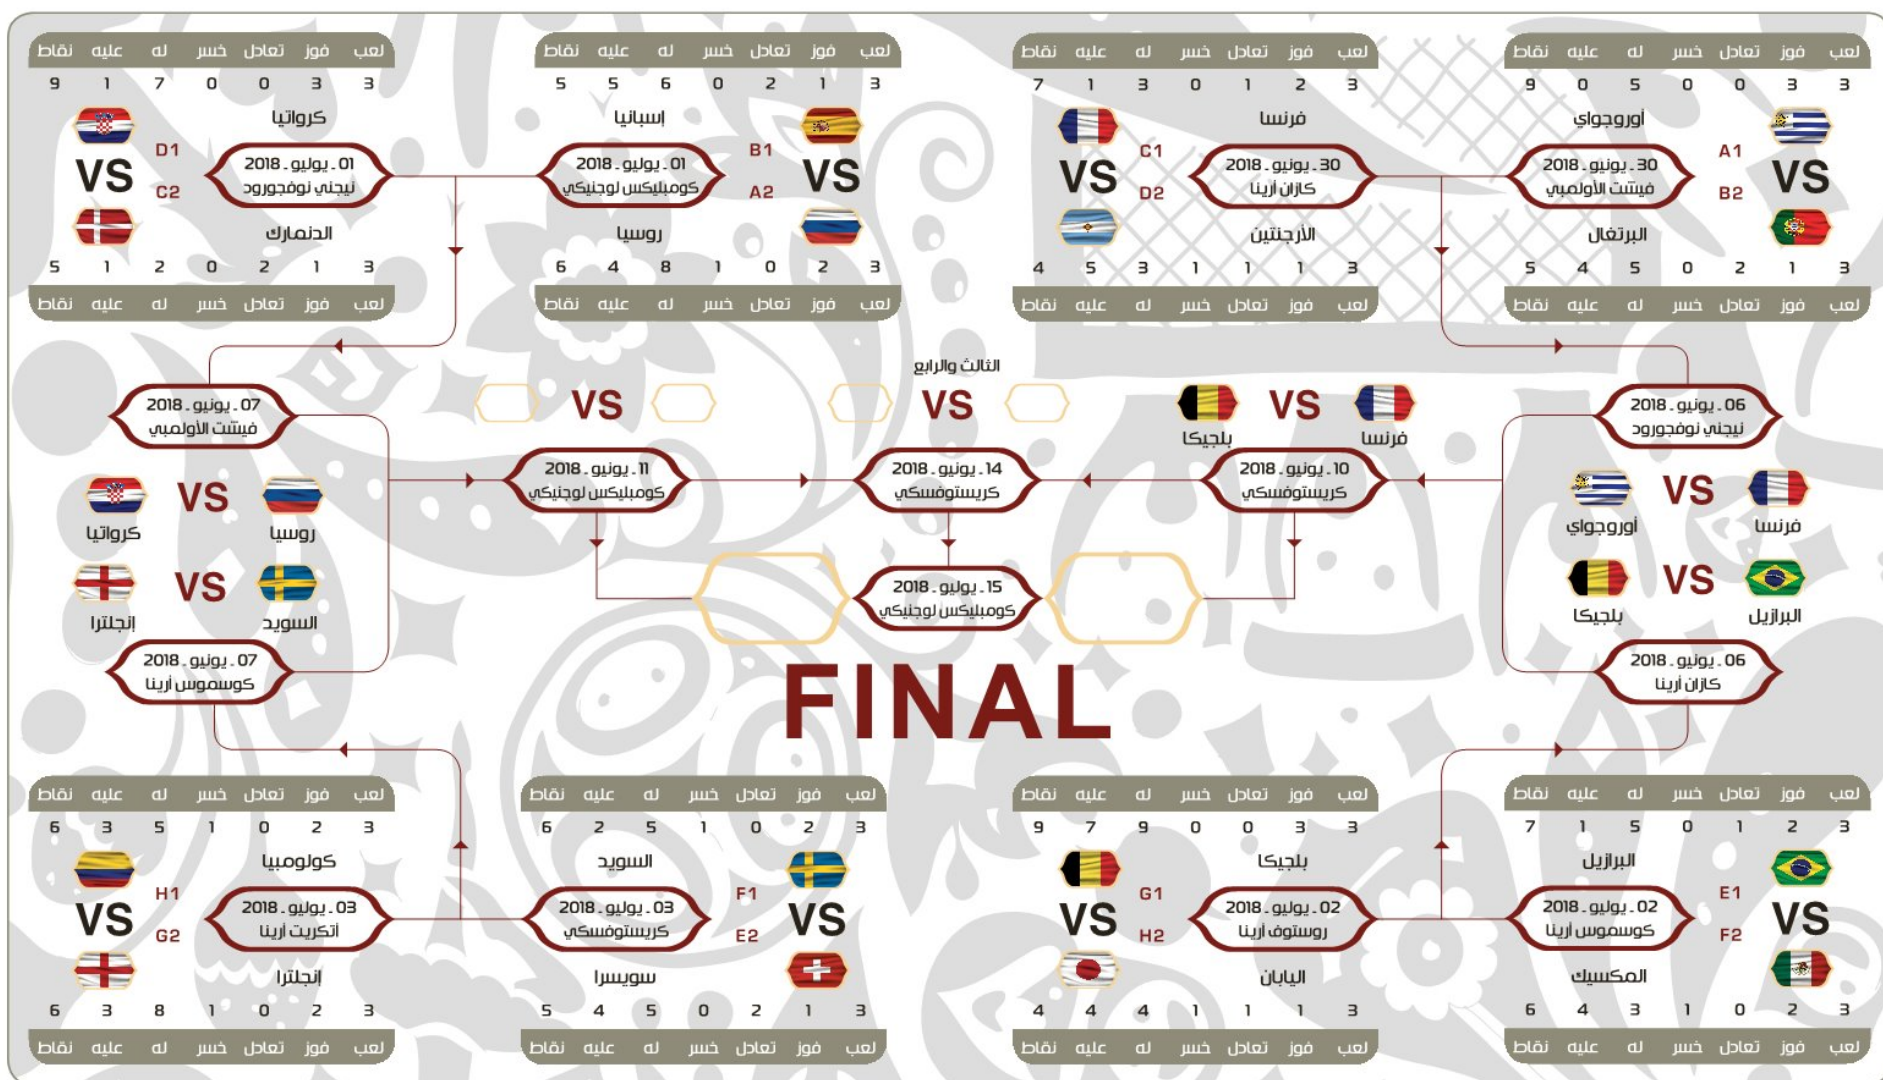 لعب فوز تعادل خسر له عليه نقاط
3 3 0 0 5 0 9
أوروجواي
A1
30 ـ يونيو ـ 2018
فيشت الأولمبي
VS
B2
البرتغال
3 1 2 0 5 4 5
لعب فوز تعادل خسر له عليه نقاط
لعب فوز تعادل خسر له عليه نقاط
3 2 1 0 3 1 7
فرنسا
C1
30 ـ يونيو ـ 2018
كازان أرينا
VS
D2
الأرجنتين
3 1 1 1 3 5 4
لعب فوز تعادل خسر له عليه نقاط
لعب فوز تعادل خسر له عليه نقاط
3 1 2 0 6 5 5
إسبانيا
B1
01 ـ يوليو ـ 2018
كومبليكس لوجنيكي
VS
A2
روسيا
3 2 0 1 8 4 6
لعب فوز تعادل خسر له عليه نقاط
لعب فوز تعادل خسر له عليه نقاط
3 3 0 0 7 1 9
كرواتيا
D1
01 ـ يوليو ـ 2018
نيجني نوفجورود
VS
C2
الدنمارك
3 1 2 0 2 1 5
لعب فوز تعادل خسر له عليه نقاط
06 ـ يونيو ـ 2018
نيجني نوفجورود
VS
فرنسا
أوروجواي
VS
البرازيل
بلجيكا
06 ـ يونيو ـ 2018
كازان أرينا
VS
فرنسا
بلجيكا
10 ـ يونيو ـ 2018
كريستوفسكي
الثالث والرابع
VS
14 ـ يونيو ـ 2018
كريستوفسكي
VS
11 ـ يونيو ـ 2018
كومبليكس لوجنيكي
15 ـ يوليو ـ 2018
كومبليكس لوجنيكي
FINAL
07 ـ يونيو ـ 2018
فيشت الأولمبي
VS
روسيا
كرواتيا
VS
السويد
إنجلترا
07 ـ يونيو ـ 2018
كوسموس أرينا
لعب فوز تعادل خسر له عليه نقاط
3 2 1 0 5 1 7
البرازيل
E1
02 ـ يوليو ـ 2018
كوسموس أرينا
VS
F2
المكسيك
3 2 0 1 3 4 6
لعب فوز تعادل خسر له عليه نقاط
لعب فوز تعادل خسر له عليه نقاط
3 3 0 0 9 7 9
بلجيكا
G1
02 ـ يوليو ـ 2018
روستوف أرينا
VS
H2
اليابان
3 1 1 1 4 4 4
لعب فوز تعادل خسر له عليه نقاط
لعب فوز تعادل خسر له عليه نقاط
3 2 0 1 5 2 6
السويد
F1
03 ـ يوليو ـ 2018
كريستوفسكي
VS
E2
سويسرا
3 1 2 0 5 4 5
لعب فوز تعادل خسر له عليه نقاط
لعب فوز تعادل خسر له عليه نقاط
3 2 0 1 5 3 6
كولومبيا
H1
03 ـ يوليو ـ 2018
أتكريت أرينا
VS
G2
إنجلترا
3 2 0 1 8 3 6
لعب فوز تعادل خسر له عليه نقاط